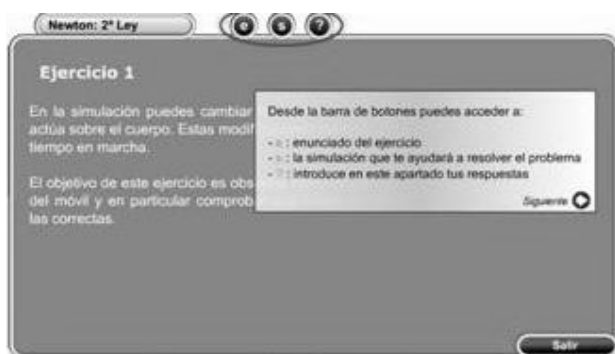 Newton: 2ª Ley
e s ?
Ejercicio 1
En la simulación puedes cambiar
actúa sobre el cuerpo. Estas modif
tiempo en marcha.
El objetivo de este ejercicio es obs
del móvil y en particular comprob
las correctas.
Desde la barra de botones puedes acceder a:
- e : enunciado del ejercicio
- s : la simulación que te ayudará a resolver el problema
- ? : introduce en este apartado tus respuestas
Siguiente
Salir